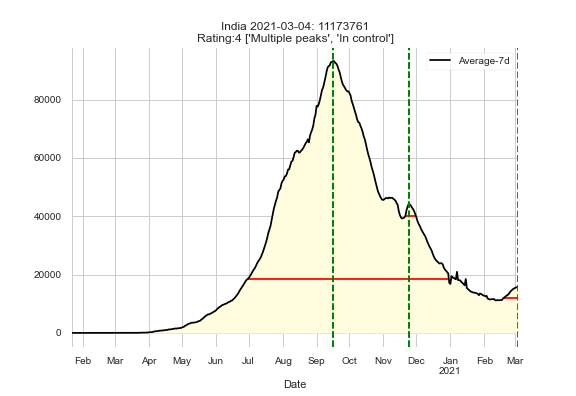 India 2021-03-04: 11173761
Rating:4 ['Multiple peaks', 'In control']
Average-7d
80000
60000
40000
20000
0
Feb Mar Apr May Jun Jul Aug Sep Oct Nov Dec Jan Feb Mar
2021
Date